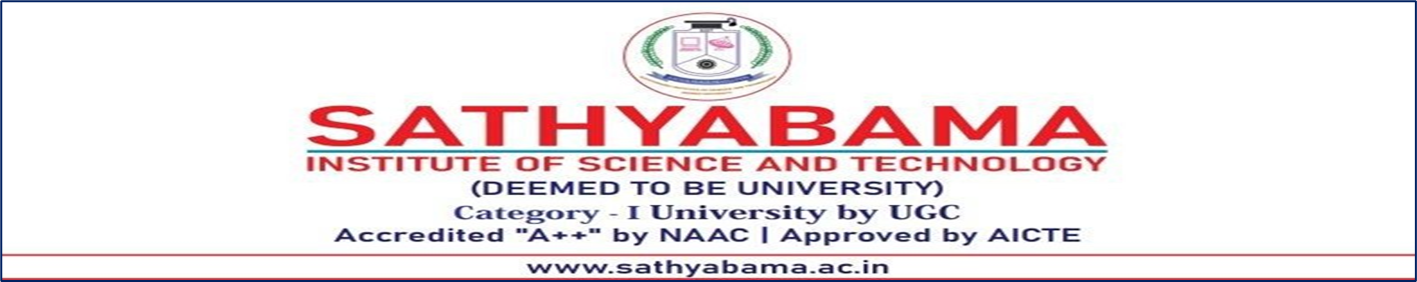 SATHYABAMA
INSTITUTE OF SCIENCE AND TECHNOLOGY
(DEEMED TO BE UNIVERSITY)
Category - I University by UGC
Accredited "A++" by NAAC | Approved by AICTE
www.sathyabama.ac.in